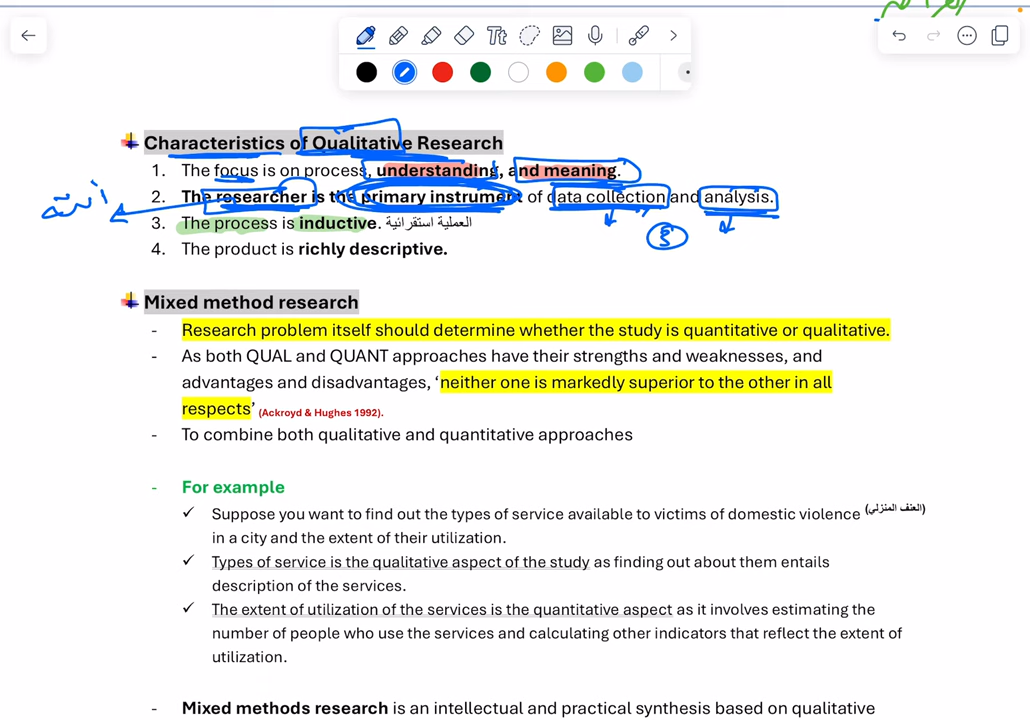 Tt
Characteristics of Qualitative Research
1. The focus is on process, understanding, and meaning.
2. The researcher is the primary instrument of data collection and analysis.
3. The process is inductive. العملية استقرائية
4. The product is richly descriptive.
Mixed method research
- Research problem itself should determine whether the study is quantitative or qualitative.
- As both QUAL and QUANT approaches have their strengths and weaknesses, and
advantages and disadvantages, ‘neither one is markedly superior to the other in all
respects’ (Ackroyd & Hughes 1992).
- To combine both qualitative and quantitative approaches
- For example
✓ Suppose you want to find out the types of service available to victims of domestic violence (العنف المنزلي)
in a city and the extent of their utilization.
✓ Types of service is the qualitative aspect of the study as finding out about them entails
description of the services.
✓ The extent of utilization of the services is the quantitative aspect as it involves estimating the
number of people who use the services and calculating other indicators that reflect the extent of
utilization.
- Mixed methods research is an intellectual and practical synthesis based on qualitative